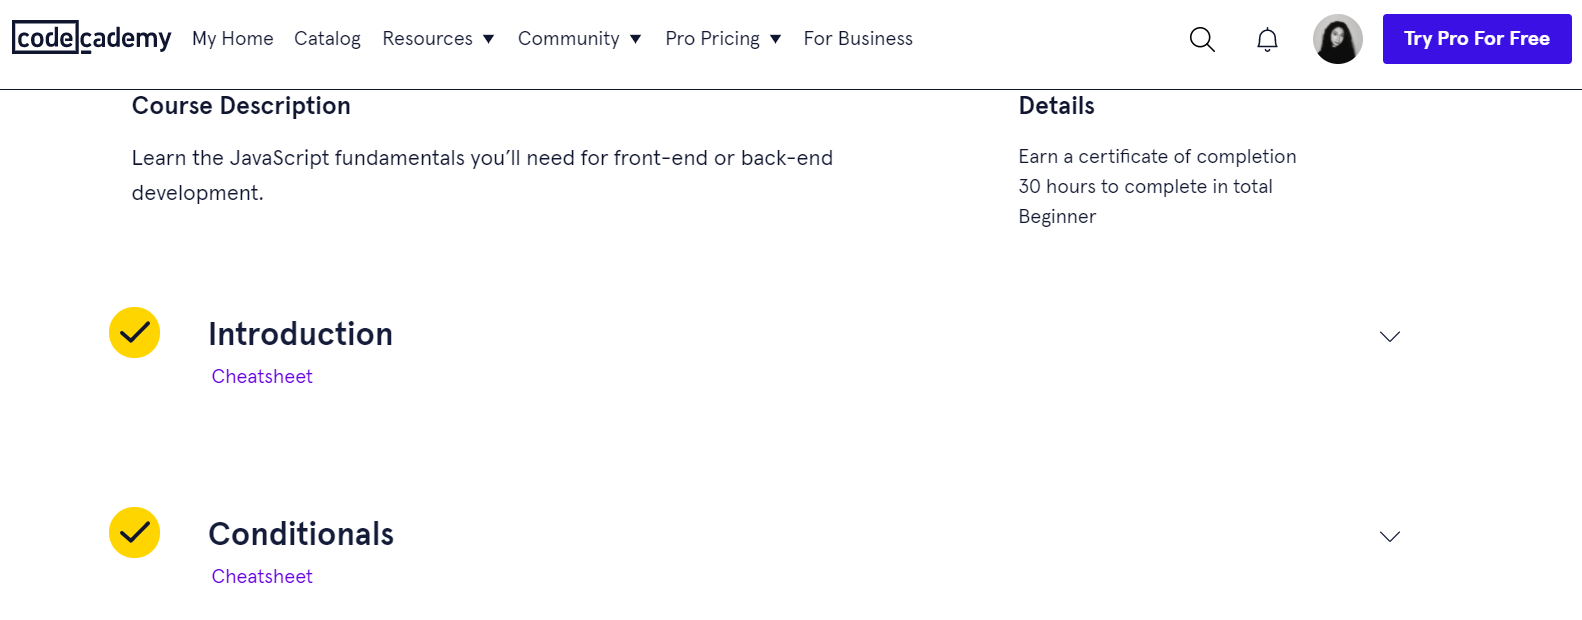 codecademy My Home Catalog Resources Community Pro Pricing For Business Try Pro For Free
Course Description
Learn the JavaScript fundamentals you’ll need for front-end or back-end
development.
Details
Earn a certificate of completion
30 hours to complete in total
Beginner
Introduction
Cheatsheet
Conditionals
Cheatsheet